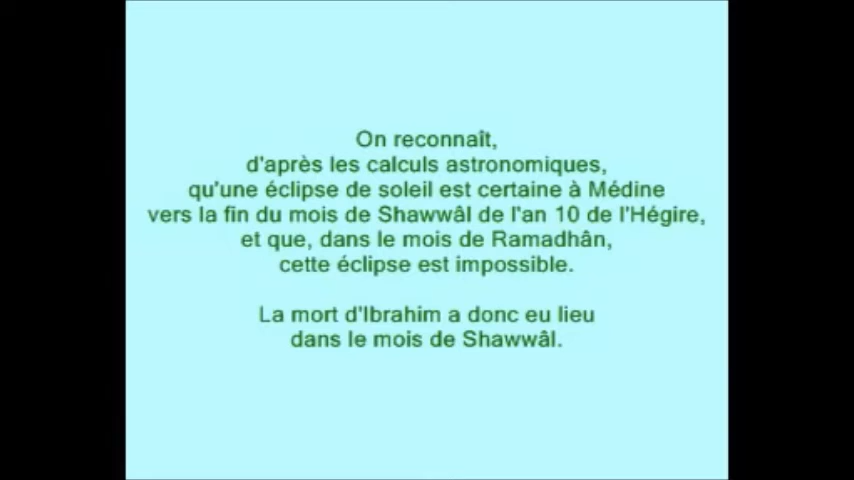 On reconnaît,
d'après les calculs astronomiques,
qu'une éclipse de soleil est certaine à Médine
vers la fin du mois de Shawwâl de l'an 10 de l'Hégire,
et que, dans le mois de Ramadhân,
cette éclipse est impossible.
La mort d'Ibrahim a donc eu lieu
dans le mois de Shawwâl.